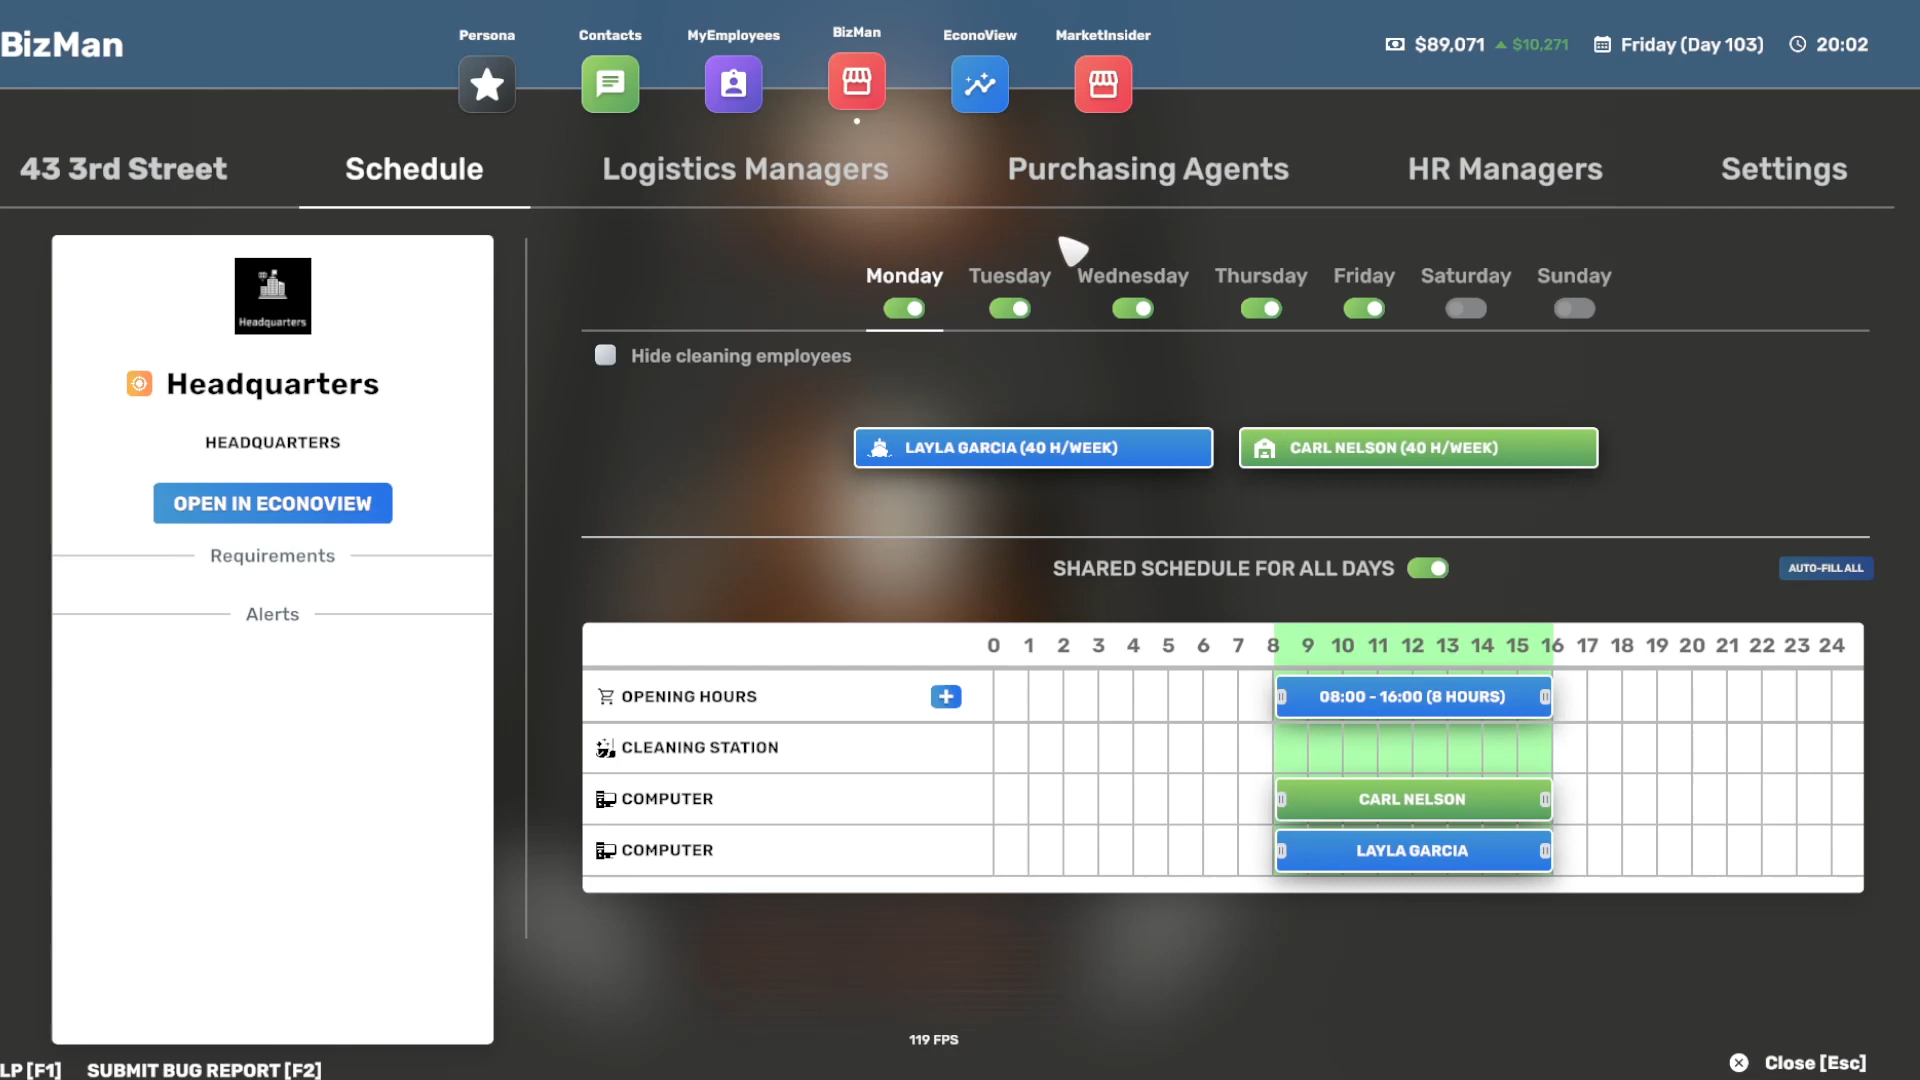 BizMan
Persona
Contacts
MyEmployees
BizMan
EconoView
MarketInsider
$89,071
$10,271
Friday (Day 103)
20:02
43 3rd Street
Schedule
Logistics Managers
Purchasing Agents
HR Managers
Settings
Headquarters
Headquarters
HEADQUARTERS
OPEN IN ECONOVIEW
Requirements
Alerts
Monday
Tuesday
Wednesday
Thursday
Friday
Saturday
Sunday
Hide cleaning employees
LAYLA GARCIA (40 H/WEEK)
CARL NELSON (40 H/WEEK)
SHARED SCHEDULE FOR ALL DAYS
AUTO-FILL ALL
0 1 2 3 4 5 6 7 8 9 10 11 12 13 14 15 16 17 18 19 20 21 22 23 24
OPENING HOURS
08:00 - 16:00 (8 HOURS)
CLEANING STATION
COMPUTER
CARL NELSON
COMPUTER
LAYLA GARCIA
119 FPS
LP [F1]
SUBMIT BUG REPORT [F2]
Close [Esc]